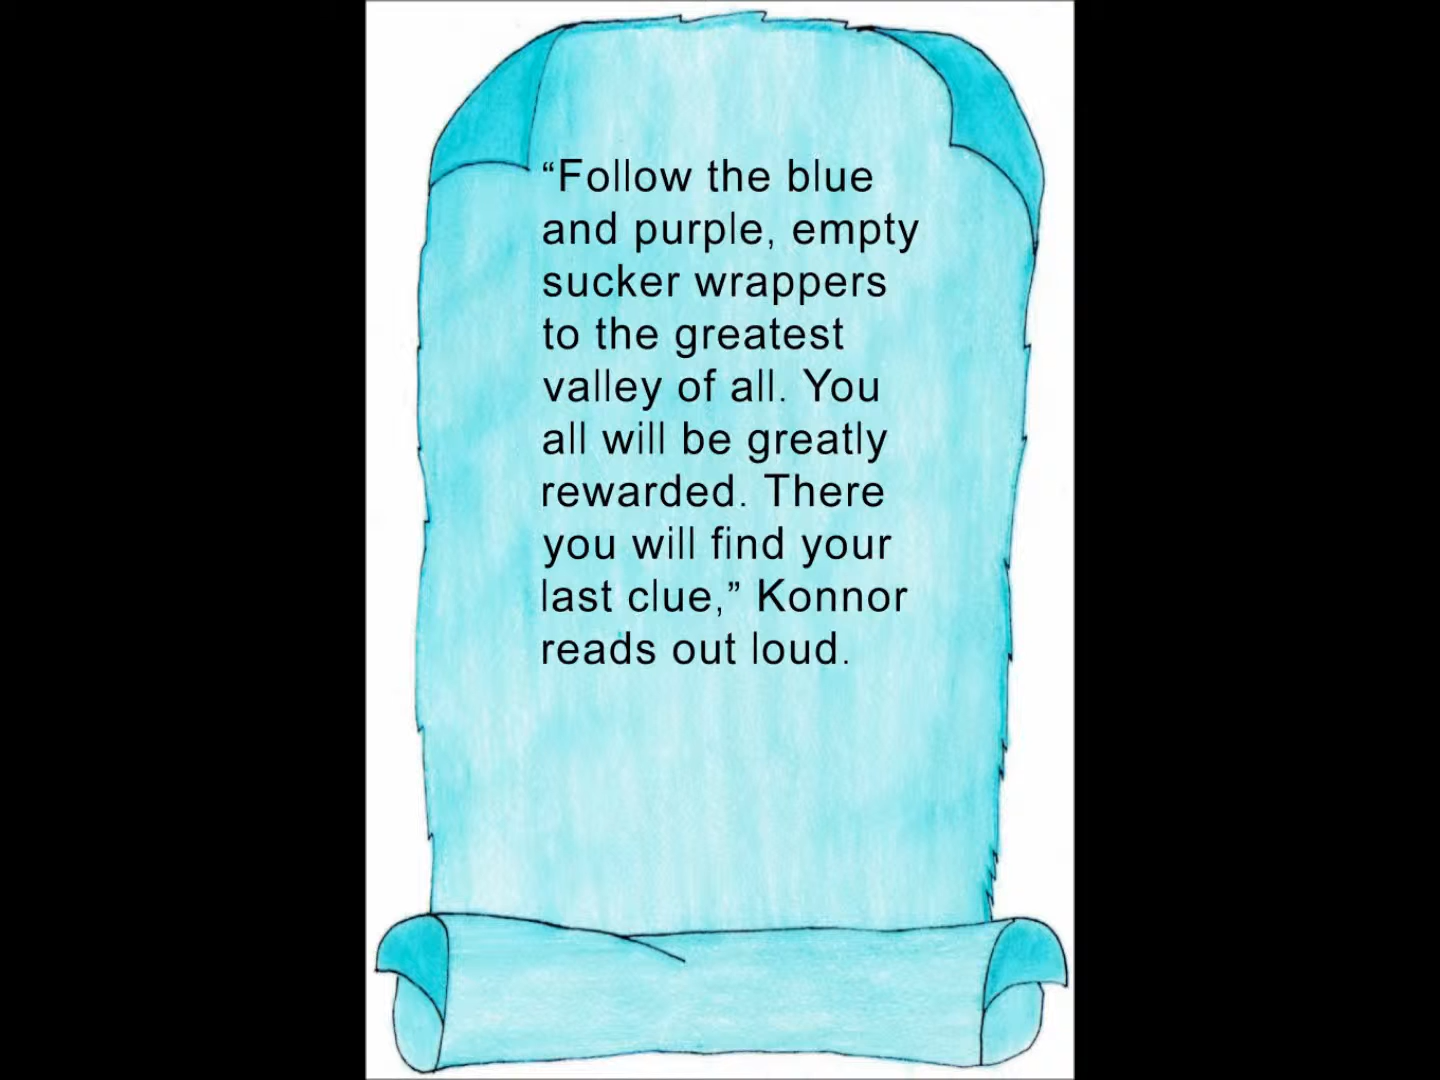 “Follow the blue
and purple, empty
sucker wrappers
to the greatest
valley of all. You
all will be greatly
rewarded. There
you will find your
last clue,” Konnor
reads out loud.